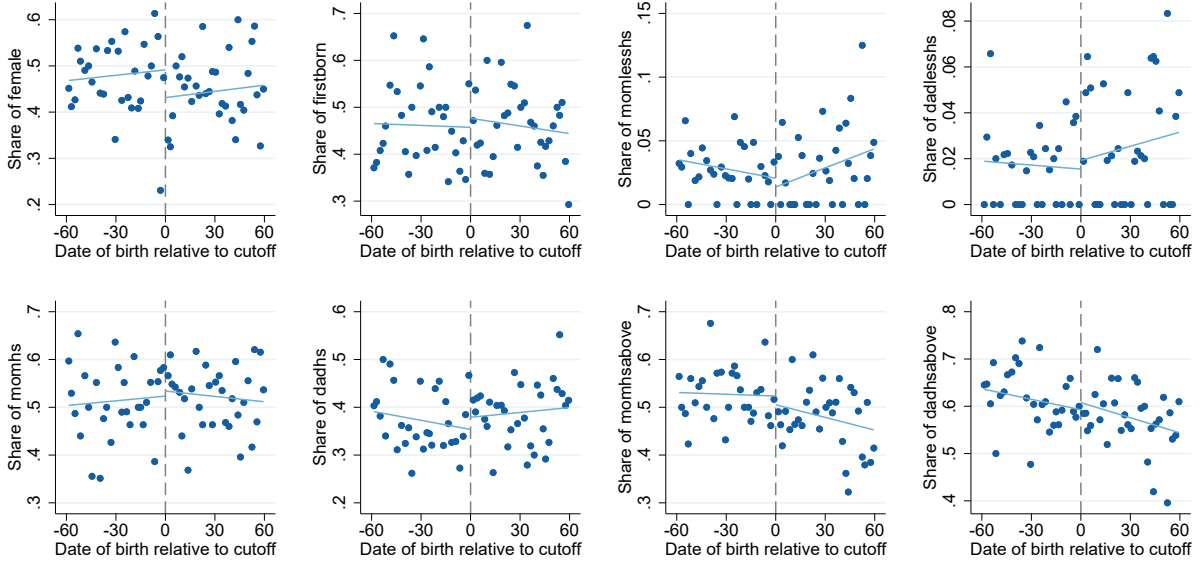 Share of female
.6
.5
.4
.3
.2
-60 -30 0 30 60
Date of birth relative to cutoff
Share of firstborn
.7
.6
.5
.4
.3
-60 -30 0 30 60
Date of birth relative to cutoff
Share of momlesshs
.15
.1
.05
0
-60 -30 0 30 60
Date of birth relative to cutoff
Share of dadlesshs
.08
.06
.04
.02
0
-60 -30 0 30 60
Date of birth relative to cutoff
Share of momhs
.7
.6
.5
.4
.3
-60 -30 0 30 60
Date of birth relative to cutoff
Share of dadhs
.6
.5
.4
.3
.2
-60 -30 0 30 60
Date of birth relative to cutoff
Share of momhsabove
.7
.6
.5
.4
.3
-60 -30 0 30 60
Date of birth relative to cutoff
Share of dadhsabove
.8
.7
.6
.5
.4
-60 -30 0 30 60
Date of birth relative to cutoff